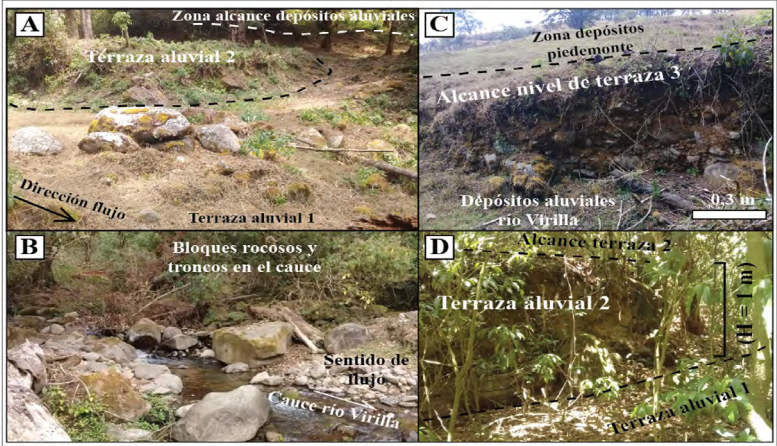 A
Zona alcance depósitos aluviales
Terraza aluvial 2
Dirección flujo
Terraza aluvial 1
B
Bloques rocosos y
troncos en el cauce
Sentido de
flujo
Cauce río Virilla
C
Zona depósitos
piedemonte
Alcance nivel de terraza 3
Depósitos aluviales
río Virilla
0,3 m
D
Alcance terraza 2
Terraza aluvial 2
(H = 1 m)
Terraza aluvial 1